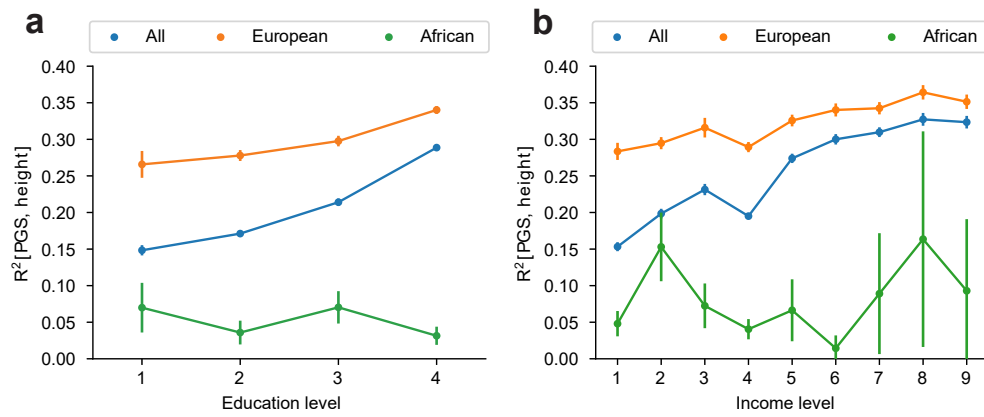 a
All European African
0.40
0.35
0.30
0.25
0.20
0.15
0.10
0.05
0.00
R²[PGS, height]
1 2 3 4
Education level
b
All European African
0.40
0.35
0.30
0.25
0.20
0.15
0.10
0.05
0.00
R²[PGS, height]
1 2 3 4 5 6 7 8 9
Income level